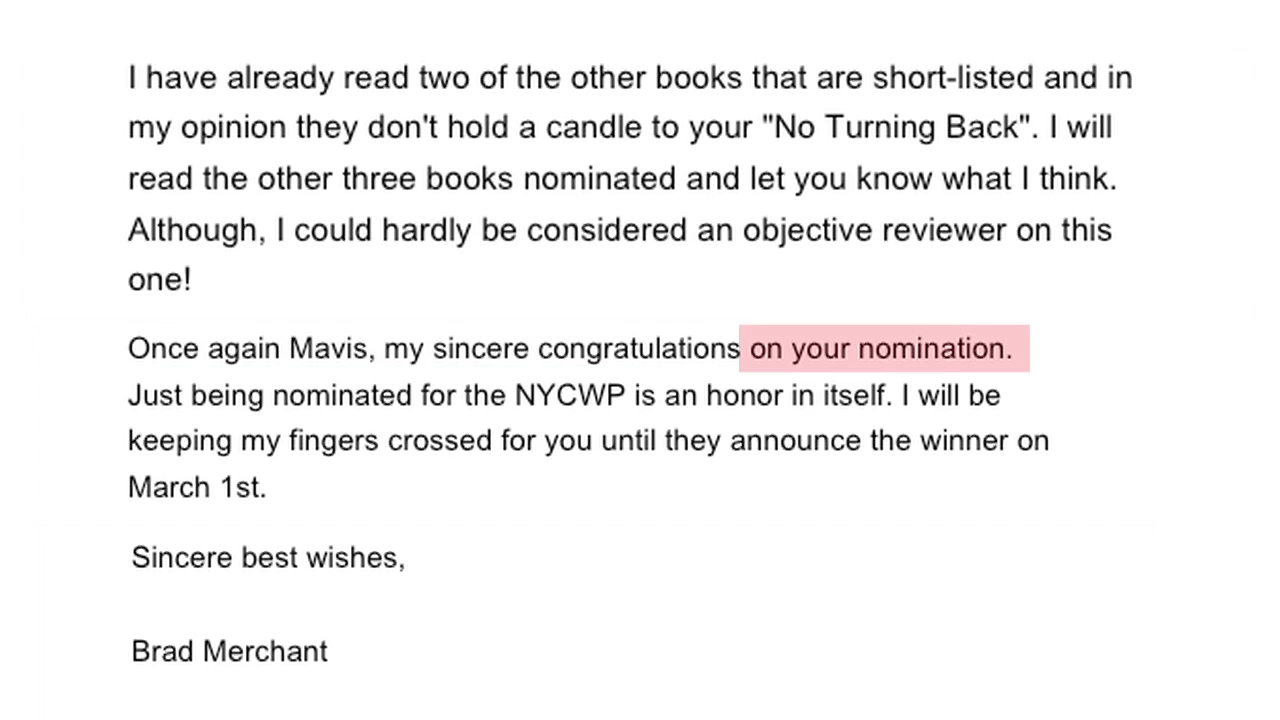 I have already read two of the other books that are short-listed and in
my opinion they don't hold a candle to your "No Turning Back". I will
read the other three books nominated and let you know what I think.
Although, I could hardly be considered an objective reviewer on this
one!
Once again Mavis, my sincere congratulations on your nomination.
Just being nominated for the NYCWP is an honor in itself. I will be
keeping my fingers crossed for you until they announce the winner on
March 1st.
Sincere best wishes,
Brad Merchant